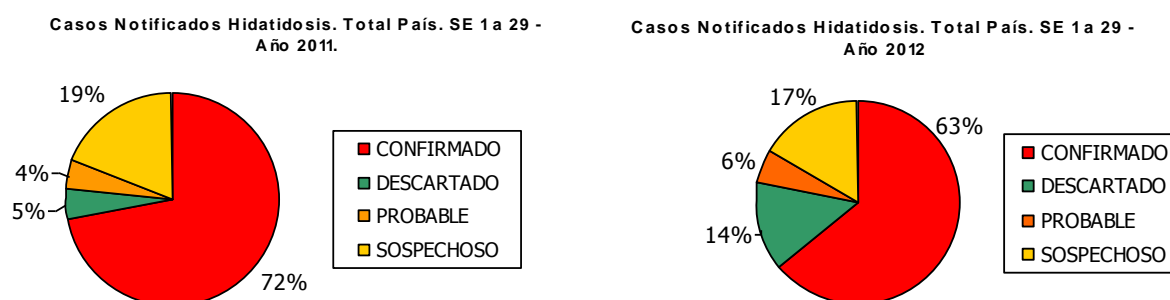 Casos Notificados Hidatidosis. Total País. SE 1 a 29 -
Año 2011.
19%
4%
5%
72%
CONFIRMADO
DESCARTADO
PROBABLE
SOSPECHOSO
Casos Notificados Hidatidosis. Total País. SE 1 a 29 -
Año 2012
17%
63%
6%
14%
CONFIRMADO
DESCARTADO
PROBABLE
SOSPECHOSO